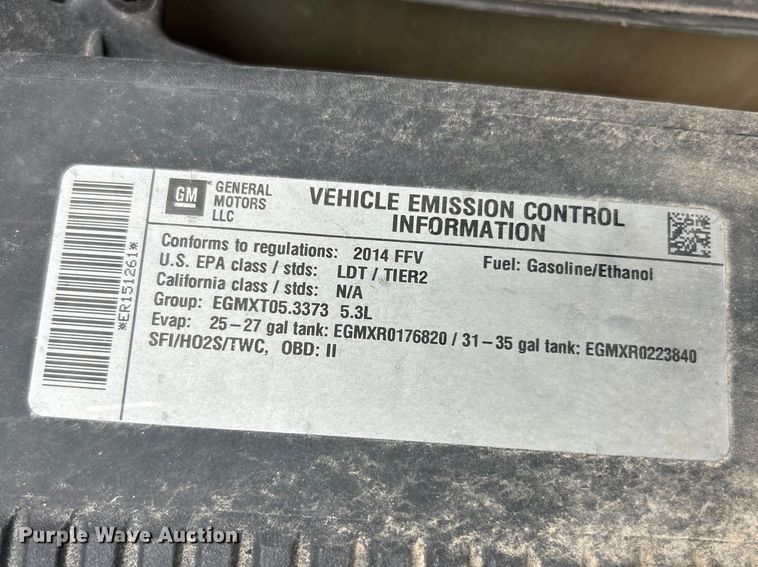 GM
GENERAL
MOTORS
LLC
VEHICLE EMISSION CONTROL
INFORMATION
Conforms to regulations: 2014 FFV Fuel: Gasoline/Ethanol
U.S. EPA class / stds: LDT / TIER2
California class / stds: N/A
Group: EGMXT05.3373 5.3L
Evap: 25-27 gal tank: EGMXR0176820 / 31-35 gal tank: EGMXR0223840
SFI/HO2S/TWC, OBD: II
*ER151261*
Purple Wave Auction